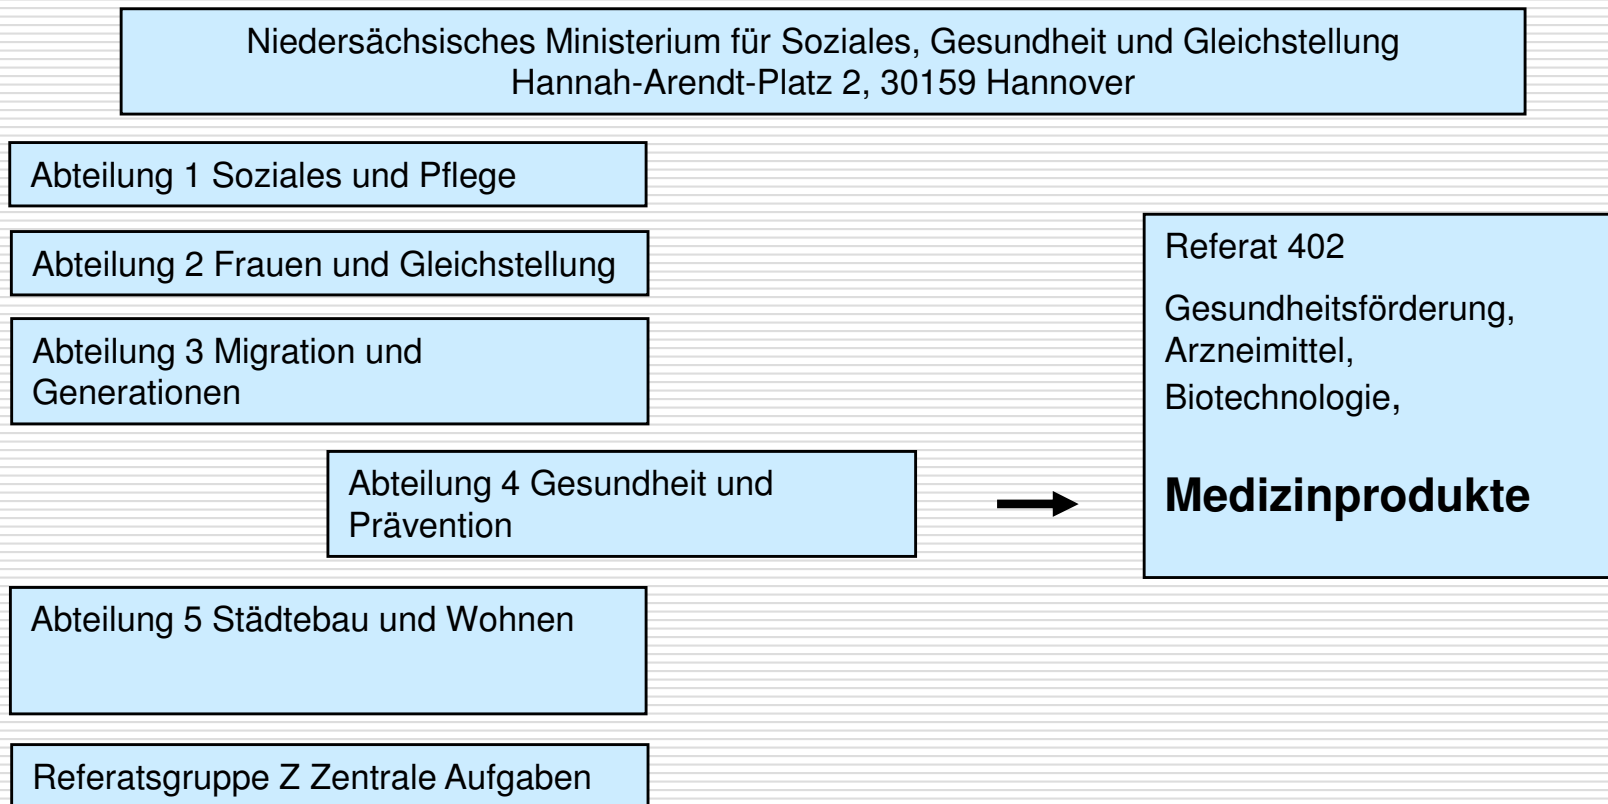 Niedersächsisches Ministerium für Soziales, Gesundheit und Gleichstellung
Hannah-Arendt-Platz 2, 30159 Hannover
Abteilung 1 Soziales und Pflege
Abteilung 2 Frauen und Gleichstellung
Abteilung 3 Migration und
Generationen
Abteilung 4 Gesundheit und
Prävention
Abteilung 5 Städtebau und Wohnen
Referatsgruppe Z Zentrale Aufgaben
Referat 402
Gesundheitsförderung,
Arzneimittel,
Biotechnologie,
Medizinprodukte